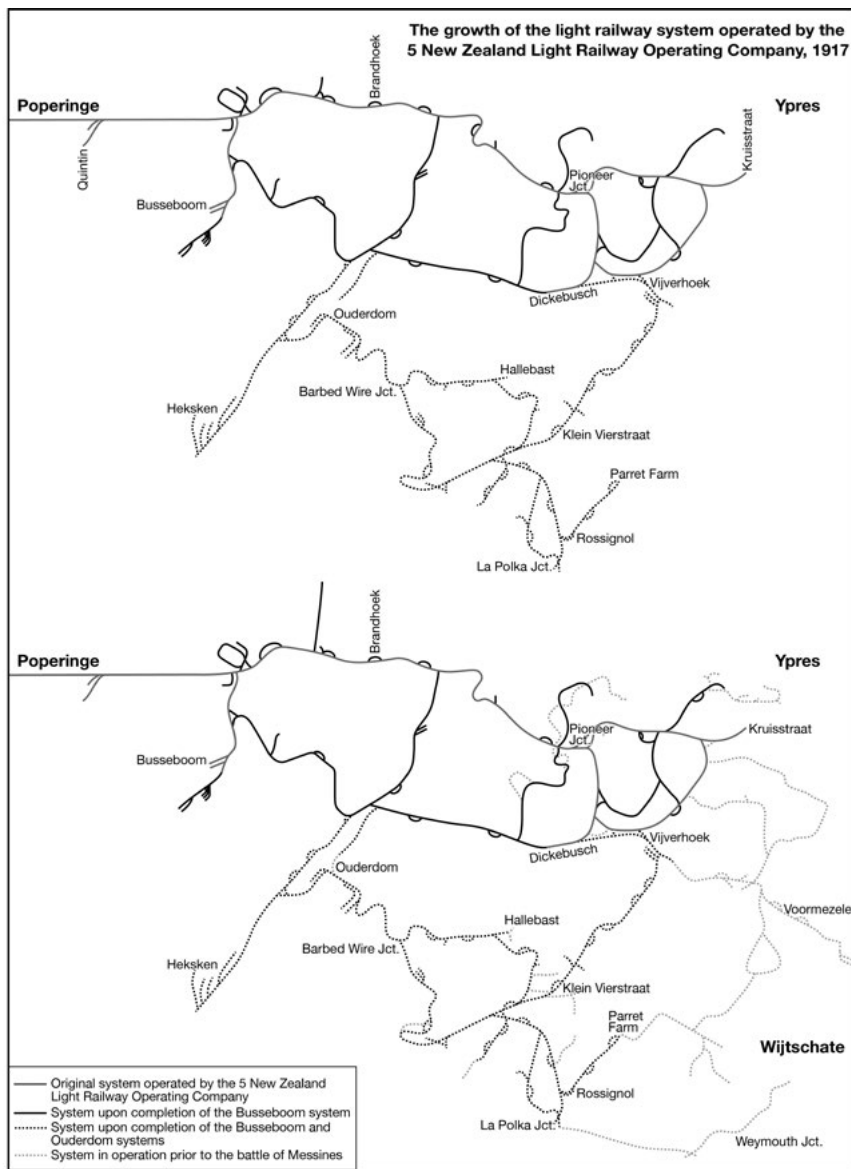 The growth of the light railway system operated by the
5 New Zealand Light Railway Operating Company, 1917
Brandhoek
Poperinge
Ypres
Kruisstraat
Quintin
Pioneer
Jct.
Busseboom
Vijverhoek
Dickebusch
Ouderdom
Hallebast
Barbed Wire Jct.
Heksken
Klein Vierstraat
Parret Farm
Rossignol
La Polka Jct.
Brandhoek
Poperinge
Ypres
Pioneer
Jct.
Kruisstraat
Busseboom
Vijverhoek
Dickebusch
Ouderdom
Voormezele
Hallebast
Barbed Wire Jct.
Heksken
Klein Vierstraat
Parret
Farm
Wijtschate
Rossignol
La Polka Jct.
Weymouth Jct.
Original system operated by the 5 New Zealand
Light Railway Operating Company
System upon completion of the Busseboom system
System upon completion of the Busseboom and
Ouderdom systems
System in operation prior to the battle of Messines